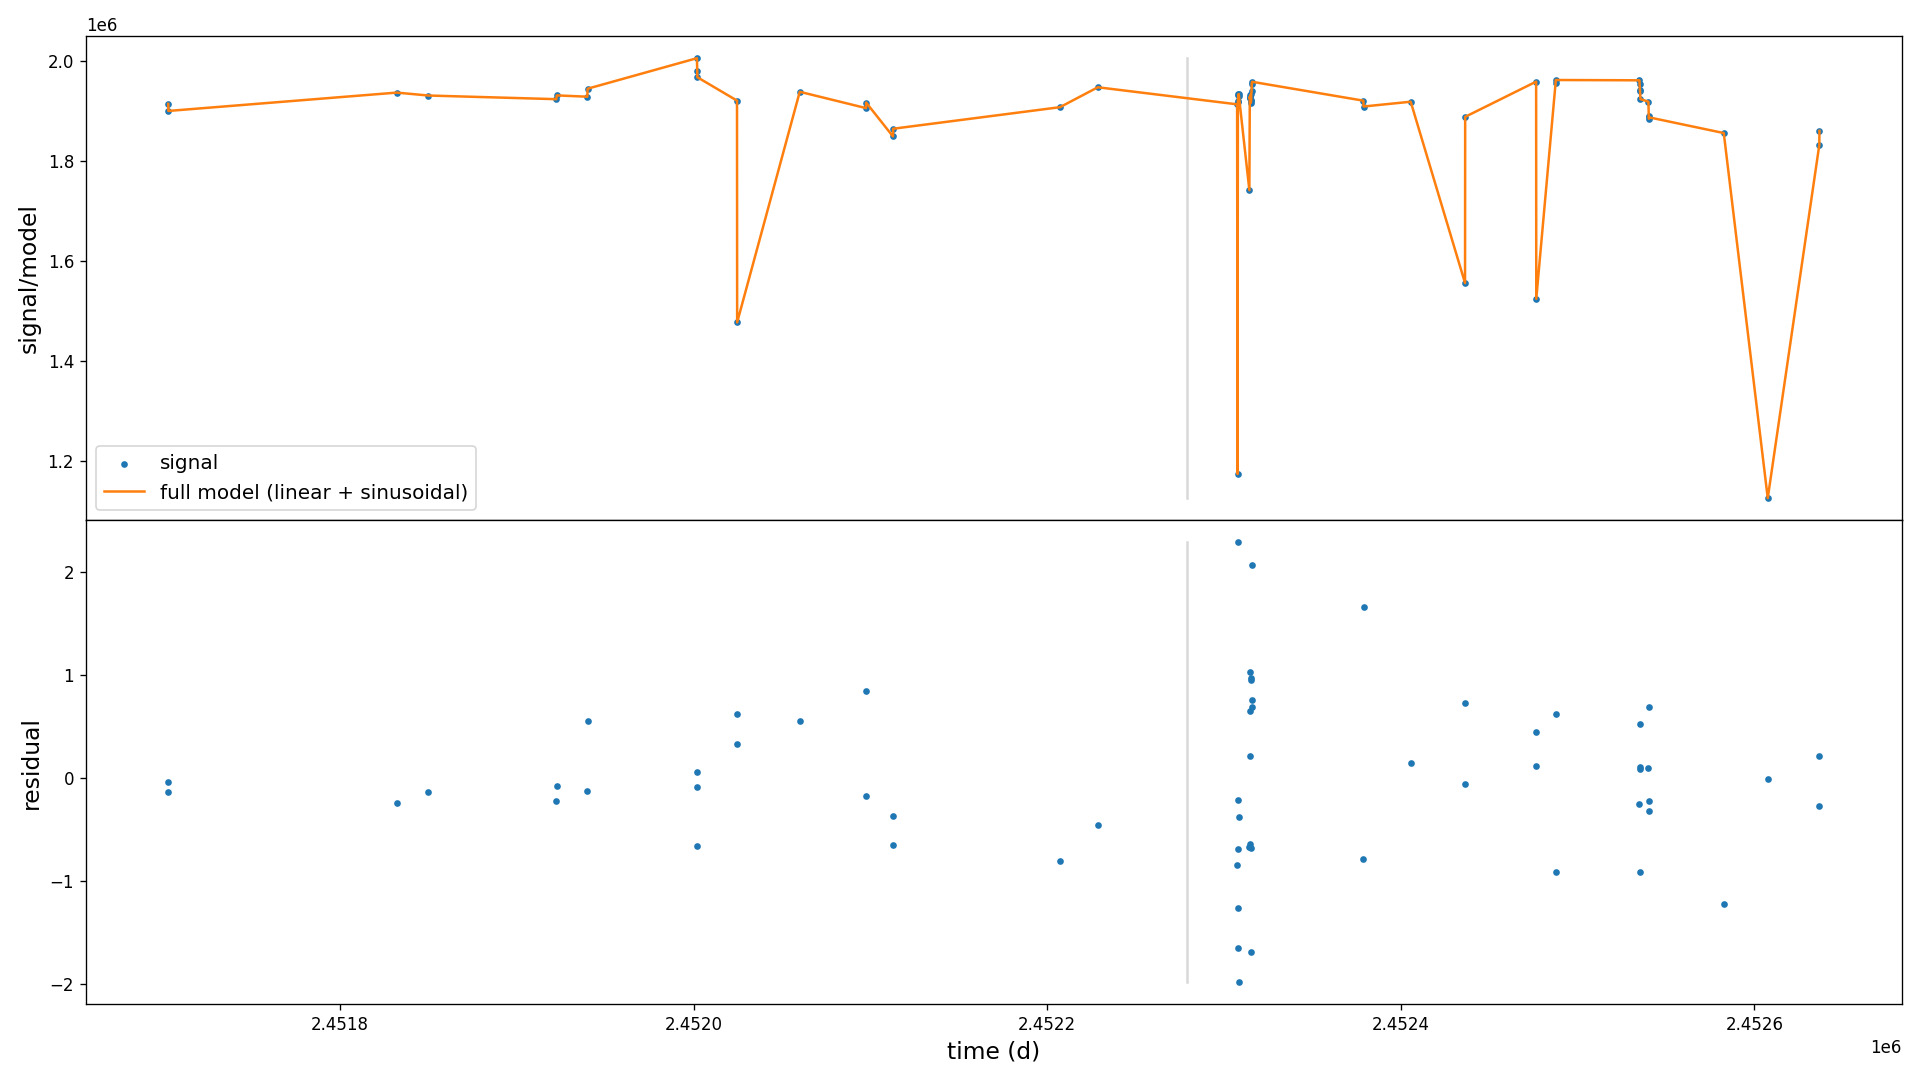 1e6
2.0
1.8
1.6
1.4
1.2
signal/model
signal
full model (linear + sinusoidal)
2
1
0
−1
−2
residual
2.4518
2.4520
2.4522
2.4524
2.4526
time (d)
1e6